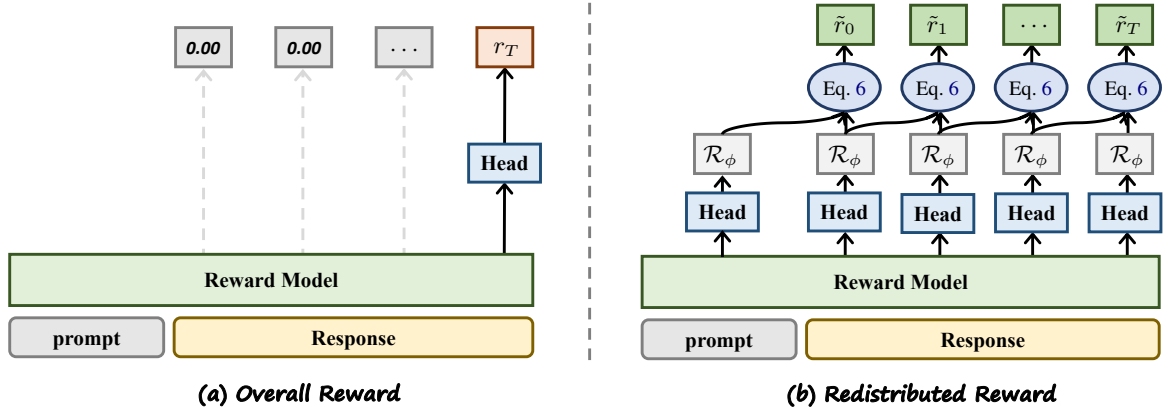 0.00 0.00 ... r_T
Head
Reward Model
prompt Response
(a) Overall Reward
r̃_0 r̃_1 ... r̃_T
Eq. 6 Eq. 6 Eq. 6 Eq. 6
ℛ_ϕ ℛ_ϕ ℛ_ϕ ℛ_ϕ ℛ_ϕ
Head Head Head Head Head
Reward Model
prompt Response
(b) Redistributed Reward